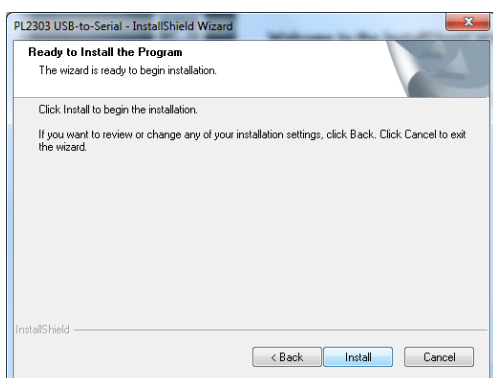 PL2303 USB-to-Serial - InstallShield Wizard
Ready to Install the Program
The wizard is ready to begin installation.
Click Install to begin the installation.
If you want to review or change any of your installation settings, click Back. Click Cancel to exit
the wizard.
InstallShield
< Back Install Cancel